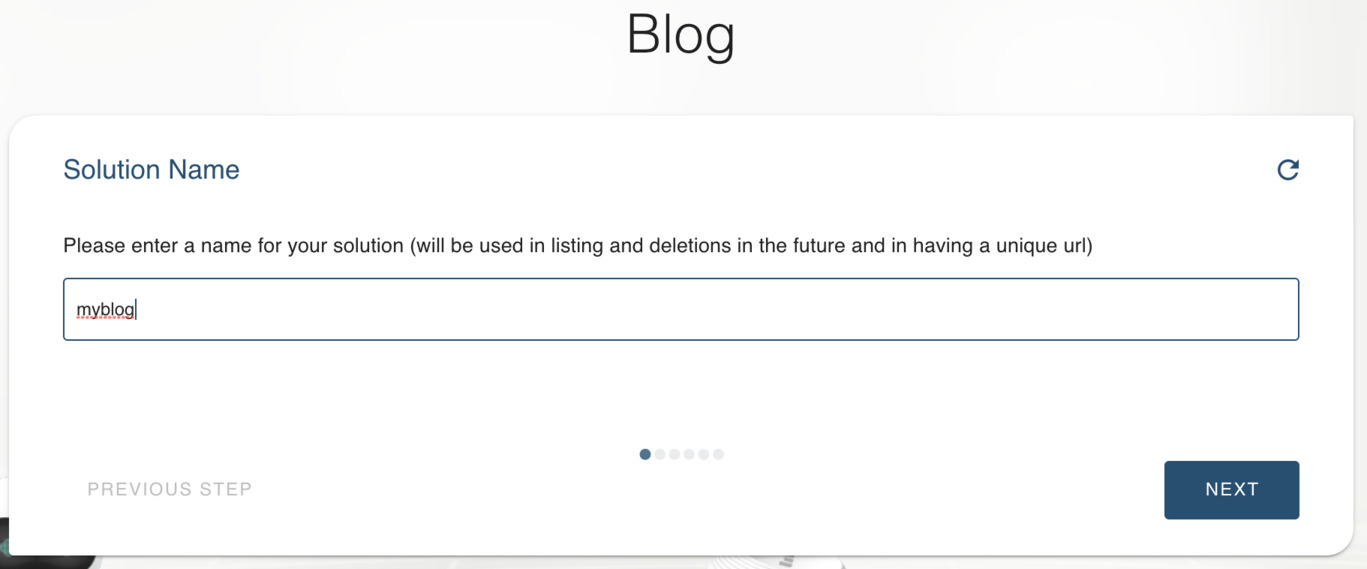 Blog
Solution Name
Please enter a name for your solution (will be used in listing and deletions in the future and in having a unique url)
myblog
PREVIOUS STEP
NEXT